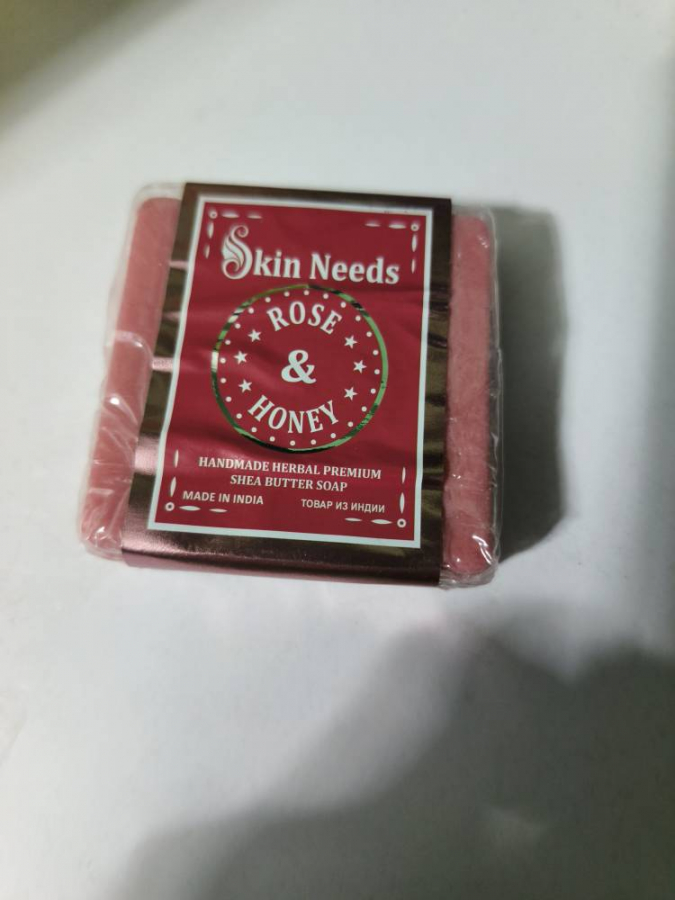 Skin Needs
ROSE
&
HONEY
HANDMADE HERBAL PREMIUM
SHEA BUTTER SOAP
MADE IN INDIA
ТОВАР ИЗ ИНДИИ